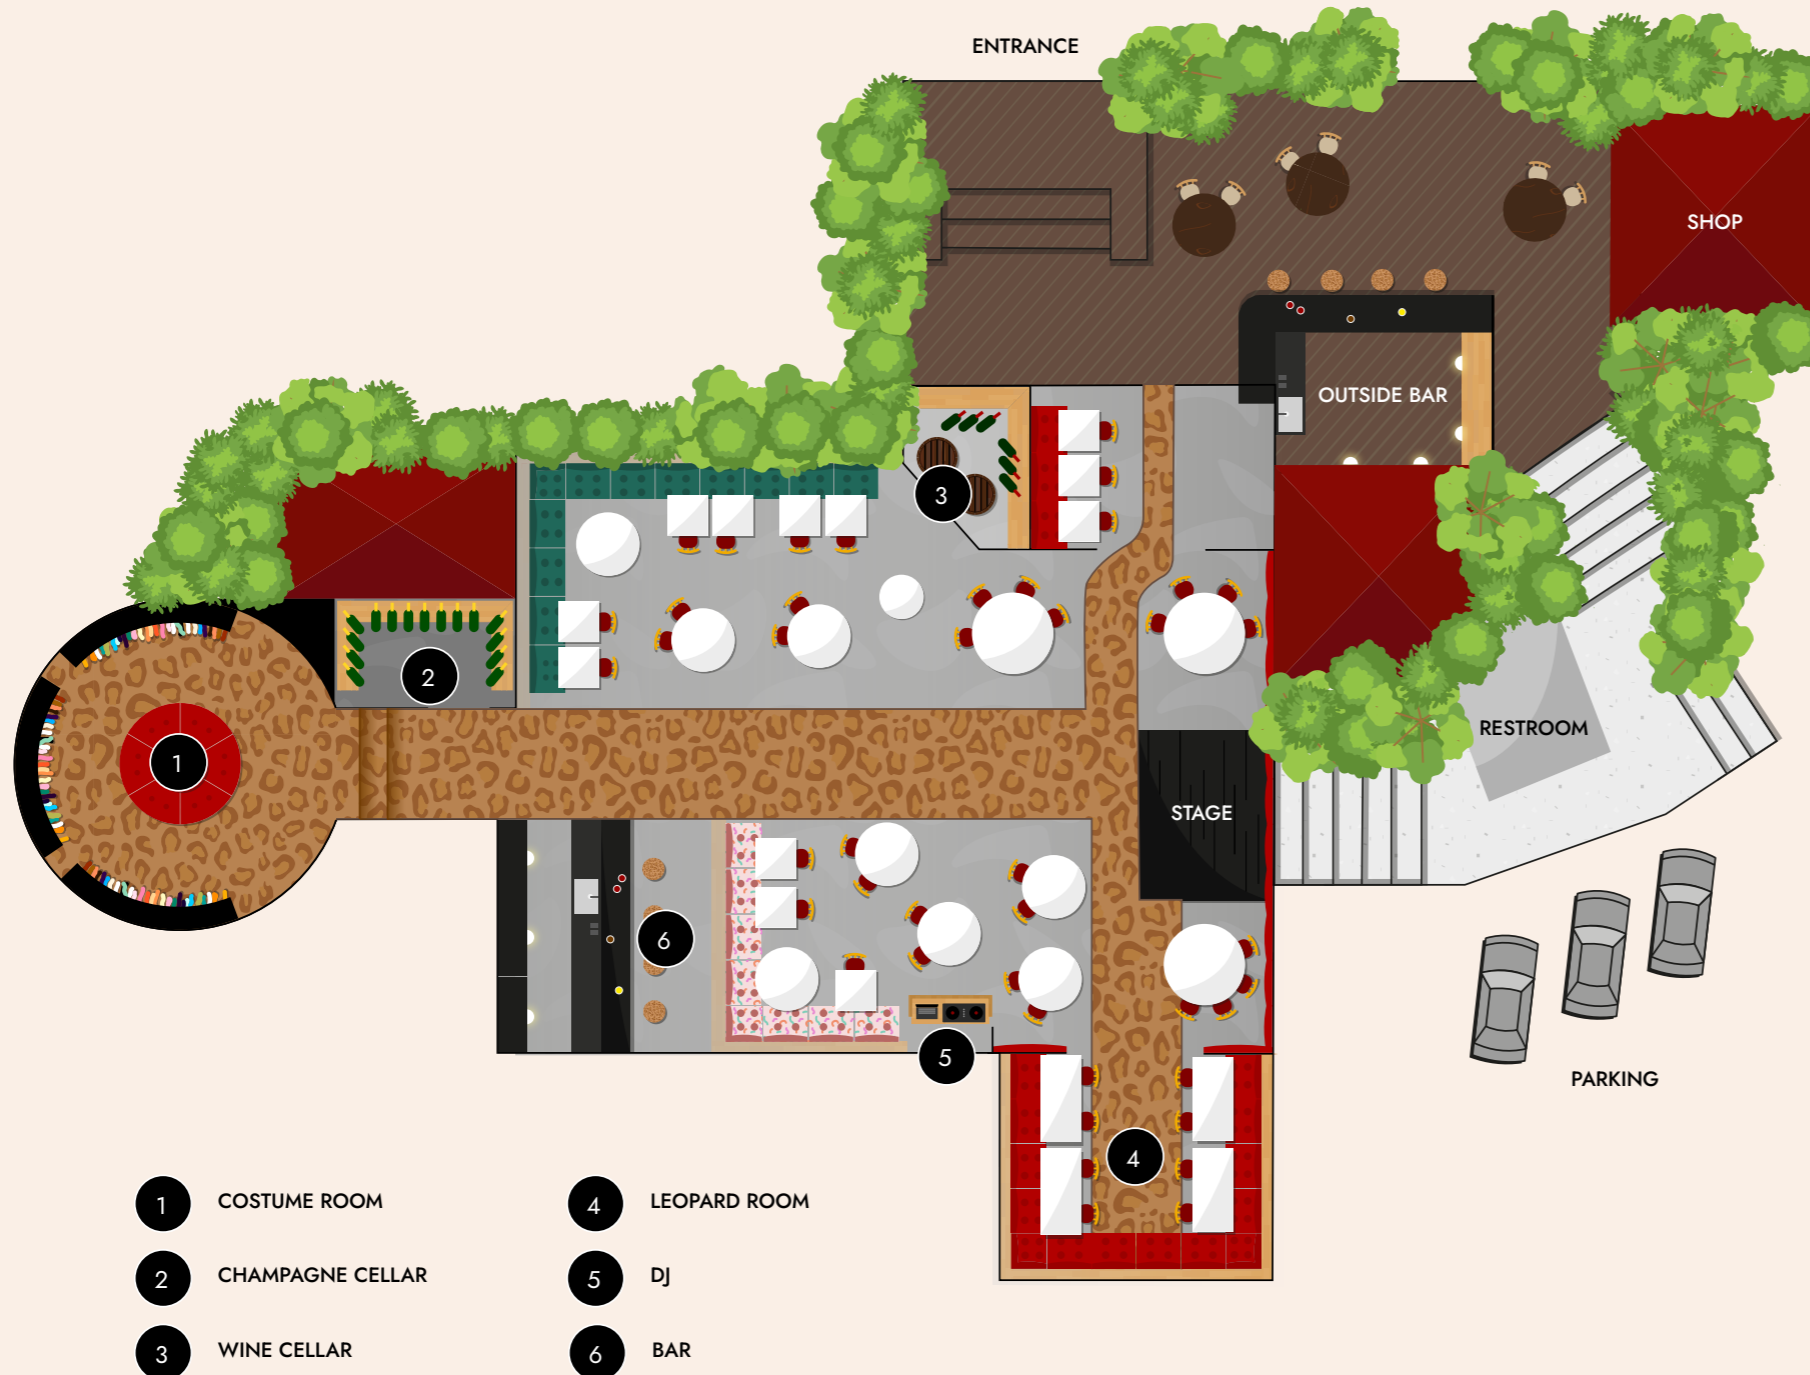 ENTRANCE
SHOP
OUTSIDE BAR
3
2
1
RESTROOM
STAGE
6
5
PARKING
4
1 COSTUME ROOM
2 CHAMPAGNE CELLAR
3 WINE CELLAR
4 LEOPARD ROOM
5 DJ
6 BAR